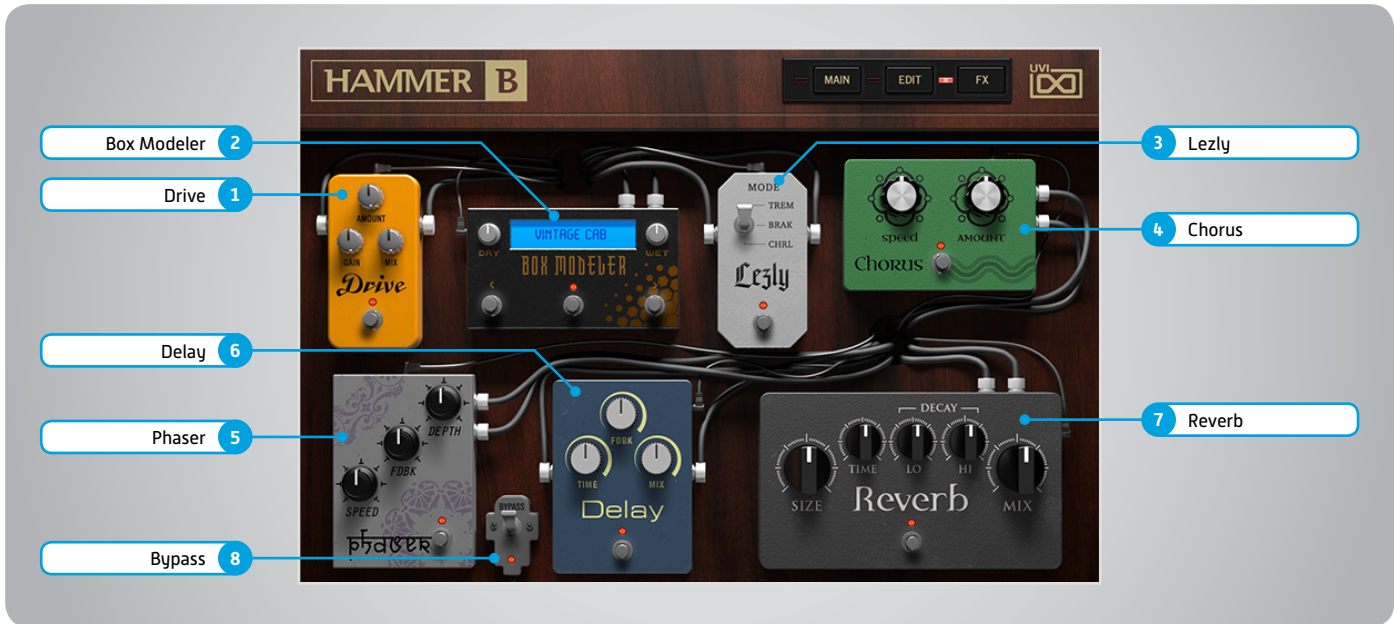 HAMMER B
MAIN
EDIT
FX
UVI
Box Modeler 2
3 Lezly
Drive 1
4 Chorus
Delay 6
Phaser 5
7 Reverb
Bypass 8
AMOUNT
GAIN
MIX
Drive
VINTAGE CAB
DRY
WET
BOX MODELER
<
>
MODE
TREM
BRAK
CHRL
Lezly
speed
AMOUNT
Chorus
DEPTH
FDBK
SPEED
phaser
BYPASS
FDBK
TIME
MIX
Delay
DECAY
SIZE
TIME
LO
HI
MIX
Reverb